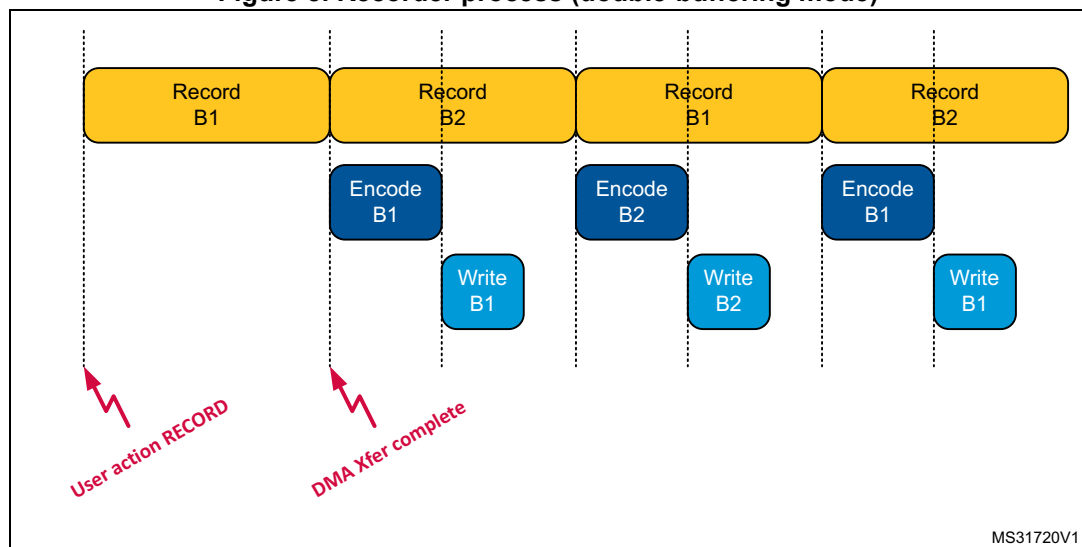 Figure Recorder process (double buffering mode)
Record
B1
Record
B2
Record
B1
Record
B2
Encode
B1
Encode
B2
Encode
B1
Write
B1
Write
B2
Write
B1
User action RECORD
DMA Xfer complete
MS31720V1